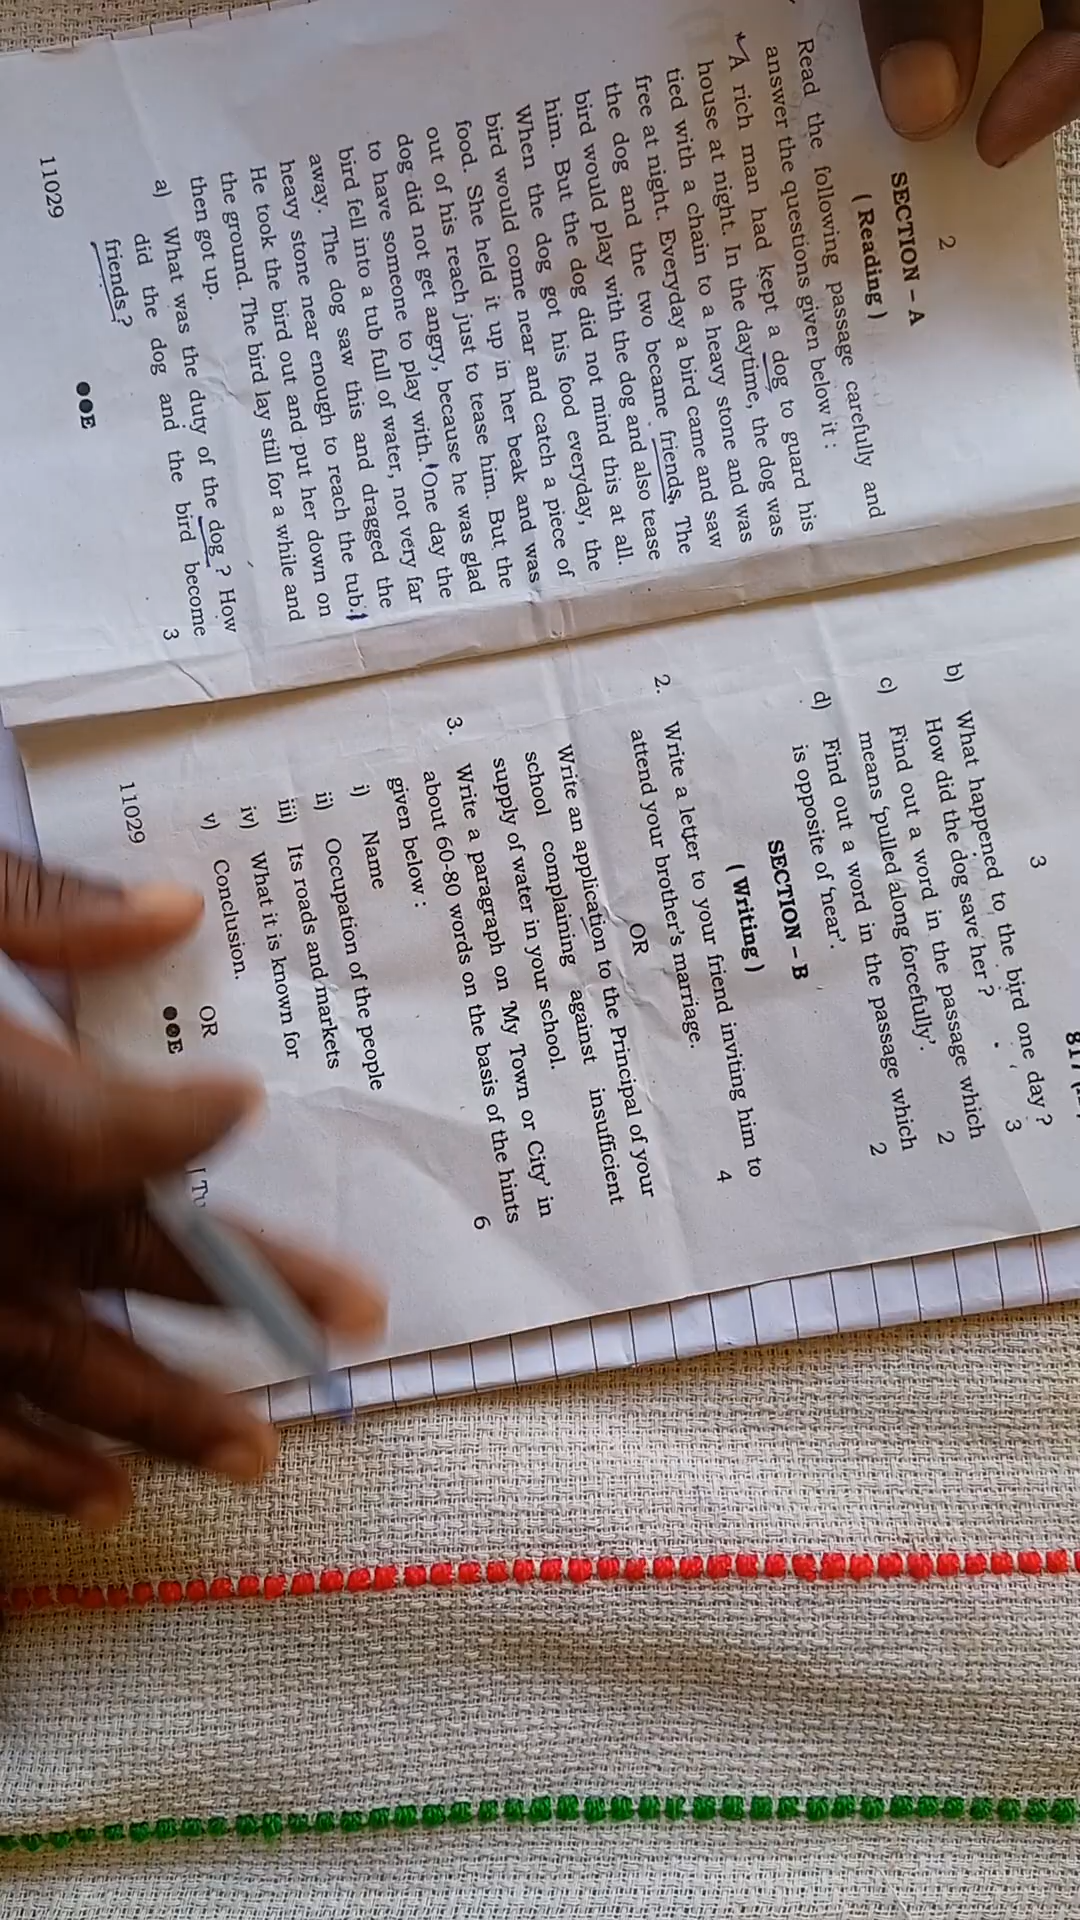 2
SECTION – A
( Reading )
Read the following passage carefully and
answer the questions given below it :
A rich man had kept a dog to guard his
house at night. In the daytime, the dog was
tied with a chain to a heavy stone and was
free at night. Everyday a bird came and saw
the dog and the two became friends. The
bird would play with the dog and also tease
him. But the dog did not mind this at all.
When the dog got his food everyday, the
bird would come near and catch a piece of
food. She held it up in her beak and was
out of his reach just to tease him. But the
dog did not get angry, because he was glad
to have someone to play with. One day the
bird fell into a tub full of water, not very far
away. The dog saw this and dragged the
heavy stone near enough to reach the tub.
He took the bird out and put her down on
the ground. The bird lay still for a while and
then got up.
a) What was the duty of the dog ? How
did the dog and the bird become
friends ?
3
11029
●●E
3
817
b) What happened to the bird one day ?
How did the dog save her ?
3
c) Find out a word in the passage which
means ‘pulled along forcefully’.
2
d) Find out a word in the passage which
is opposite of ‘near’.
2
SECTION – B
( Writing )
2. Write a letter to your friend inviting him to
attend your brother's marriage.
4
OR
Write an application to the Principal of your
school complaining against insufficient
supply of water in your school.
3. Write a paragraph on ‘My Town or City’ in
about 60-80 words on the basis of the hints
given below :
6
i) Name
ii) Occupation of the people
iii) Its roads and markets
iv) What it is known for
v) Conclusion.
OR
11029
●●E